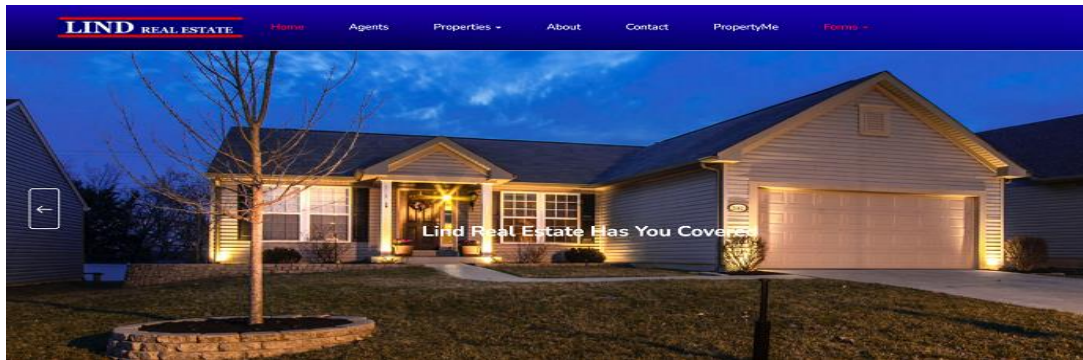 LIND REAL ESTATE
Home Agents Properties About Contact PropertyMe Forms
Lind Real Estate Has You Covered